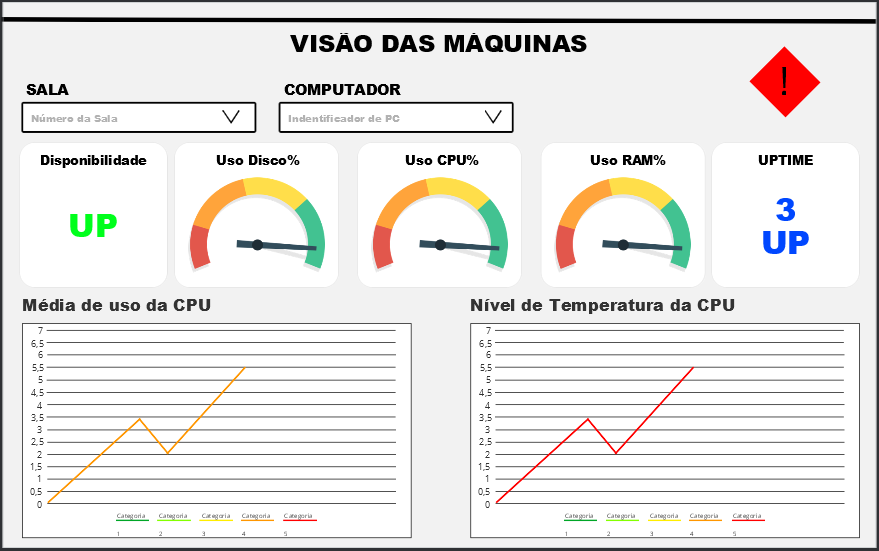 VISÃO DAS MÁQUINAS
!
SALA
COMPUTADOR
Número da Sala
Indentificador de PC
Disponibilidade
UP
Uso Disco%
Uso CPU%
Uso RAM%
UPTIME
3
UP
Média de uso da CPU
7
6,5
6
5,5
5
4,5
4
3,5
3
2,5
2
1,5
1
0,5
0
Categoria 1
Categoria 2
Categoria 3
Categoria 4
Categoria 5
Nível de Temperatura da CPU
7
6,5
6
5,5
5
4,5
4
3,5
3
2,5
2
1,5
1
0,5
0
Categoria 1
Categoria 2
Categoria 3
Categoria 4
Categoria 5